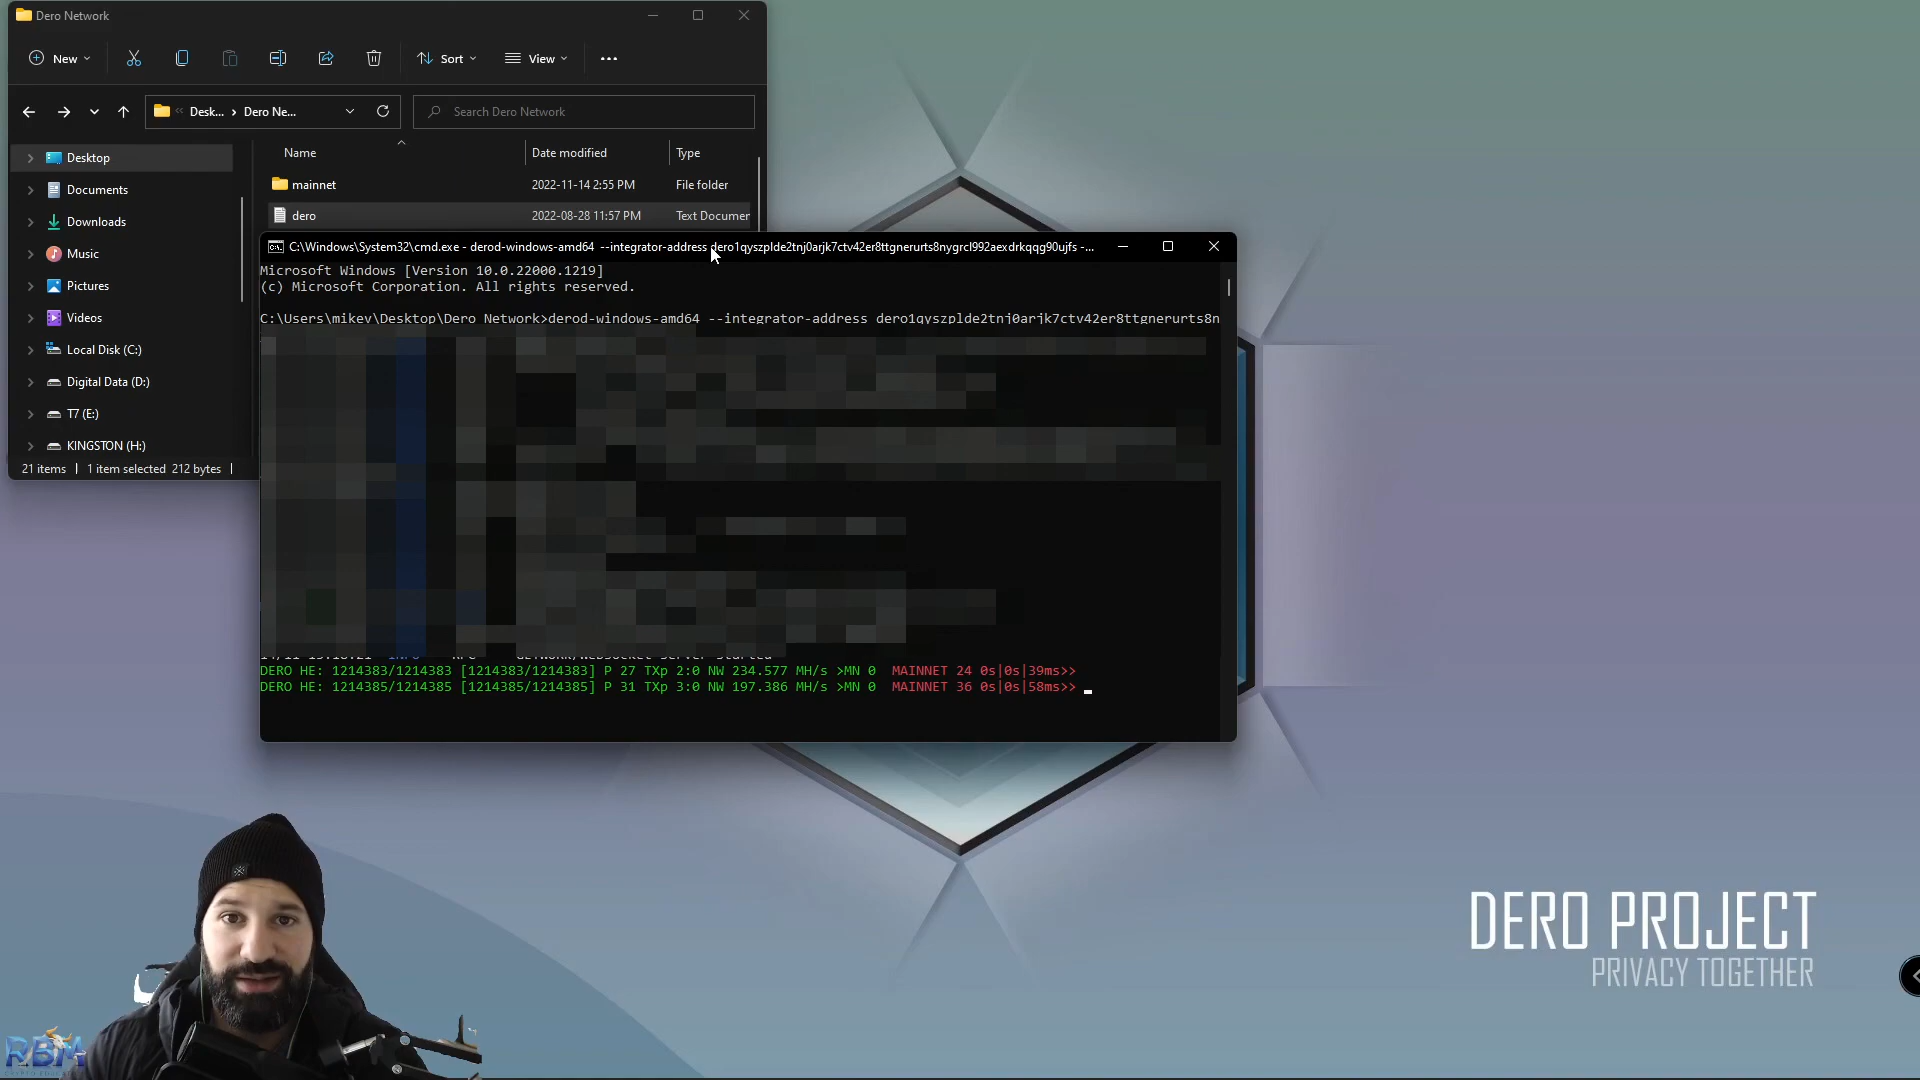 Dero Network
New
Sort
View
Desk...
Dero Ne...
Search Dero Network
Name
Date modified
Type
Desktop
Documents
Downloads
Music
Pictures
Videos
Local Disk (C:)
Digital Data (D:)
T7 (E:)
KINGSTON (H:)
mainnet 2022-11-14 2:55 PM File folder
dero 2022-08-28 11:57 PM Text Documen
21 items
1 item selected 212 bytes
C:\Windows\System32\cmd.exe - derod-windows-amd64 --integrator-address dero1qyszplde2tnj0arjk7ctv42er8ttgnerurts8nygrcl992aexdrkqqg90ujfs -...
Microsoft Windows [Version 10.0.22000.1219]
(c) Microsoft Corporation. All rights reserved.
C:\Users\mikev\Desktop\Dero Network>derod-windows-amd64 --integrator-address dero1qyszplde2tnj0arjk7ctv42er8ttgnerurts8n
DERO HE: 1214383/1214383 [1214383/1214383] P 27 TXp 2:0 NW 234.577 MH/s >MN 0 MAINNET 24 0s|0s|39ms>>
DERO HE: 1214385/1214385 [1214385/1214385] P 31 TXp 3:0 NW 197.386 MH/s >MN 0 MAINNET 36 0s|0s|58ms>>
DERO PROJECT
PRIVACY TOGETHER
RBM